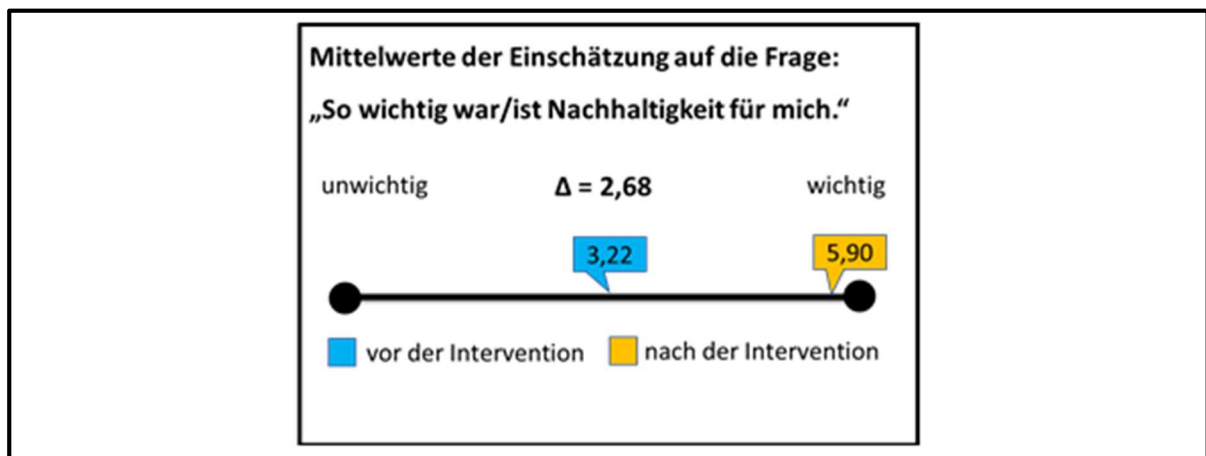 Mittelwerte der Einschätzung auf die Frage:
„So wichtig war/ist Nachhaltigkeit für mich.“
unwichtig Δ = 2,68 wichtig
3,22 5,90
vor der Intervention nach der Intervention